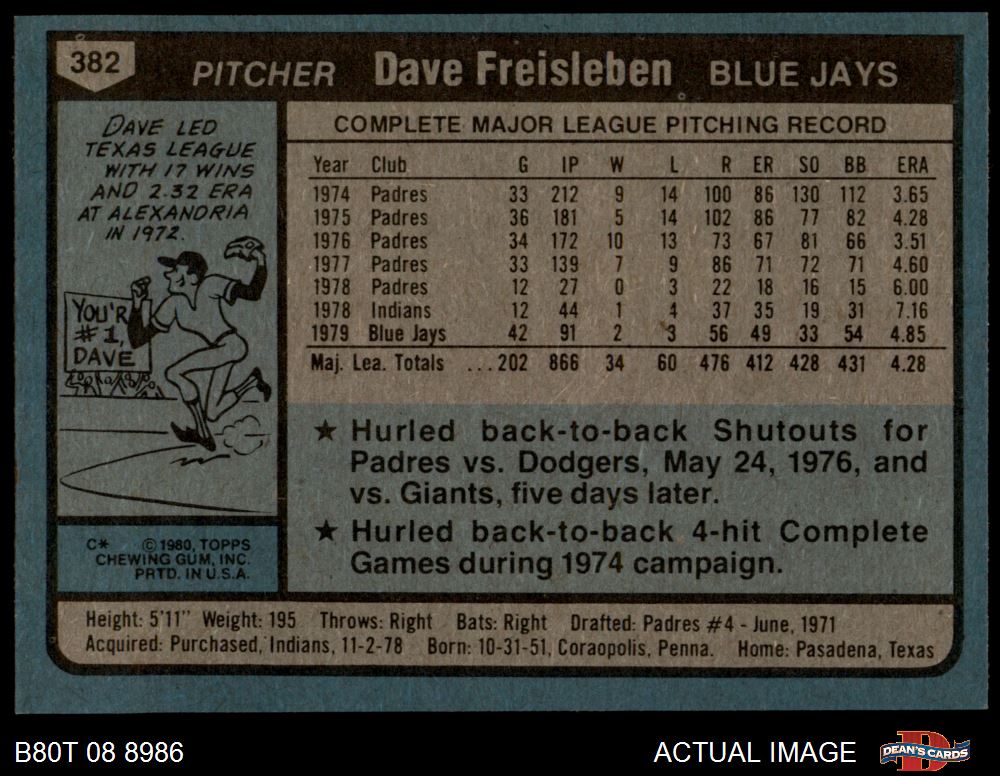 382
PITCHER Dave Freisleben BLUE JAYS
DAVE LED
TEXAS LEAGUE
WITH 17 WINS
AND 2.32 ERA
AT ALEXANDRIA
IN 1972.
YOU'R
#1,
DAVE
C* ©1980, TOPPS
CHEWING GUM, INC.
PRTD. IN U.S.A.
COMPLETE MAJOR LEAGUE PITCHING RECORD
Year Club G IP W L R ER SO BB ERA
1974 Padres 33 212 9 14 100 86 130 112 3.65
1975 Padres 36 181 5 14 102 86 77 82 4.28
1976 Padres 34 172 10 13 73 67 81 66 3.51
1977 Padres 33 139 7 9 86 71 72 71 4.60
1978 Padres 12 27 0 3 22 18 16 15 6.00
1978 Indians 12 44 1 4 37 35 19 31 7.16
1979 Blue Jays 42 91 2 3 56 49 33 54 4.85
Maj. Lea. Totals ...202 866 34 60 476 412 428 431 4.28
★ Hurled back-to-back Shutouts for
Padres vs. Dodgers, May 24, 1976, and
vs. Giants, five days later.
★ Hurled back-to-back 4-hit Complete
Games during 1974 campaign.
Height: 5'11" Weight: 195 Throws: Right Bats: Right Drafted: Padres #4 - June, 1971
Acquired: Purchased, Indians, 11-2-78 Born: 10-31-51, Coraopolis, Penna. Home: Pasadena, Texas
B80T 08 8986
ACTUAL IMAGE
D
DEAN'S CARDS